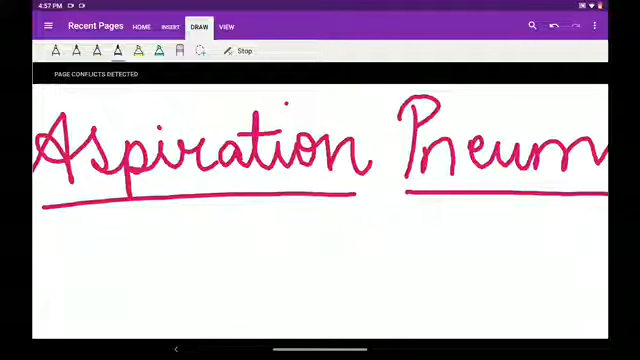 4:57 PM
Recent Pages HOME INSERT DRAW VIEW
Stop
PAGE CONFLICTS DETECTED
Aspiration Pneum